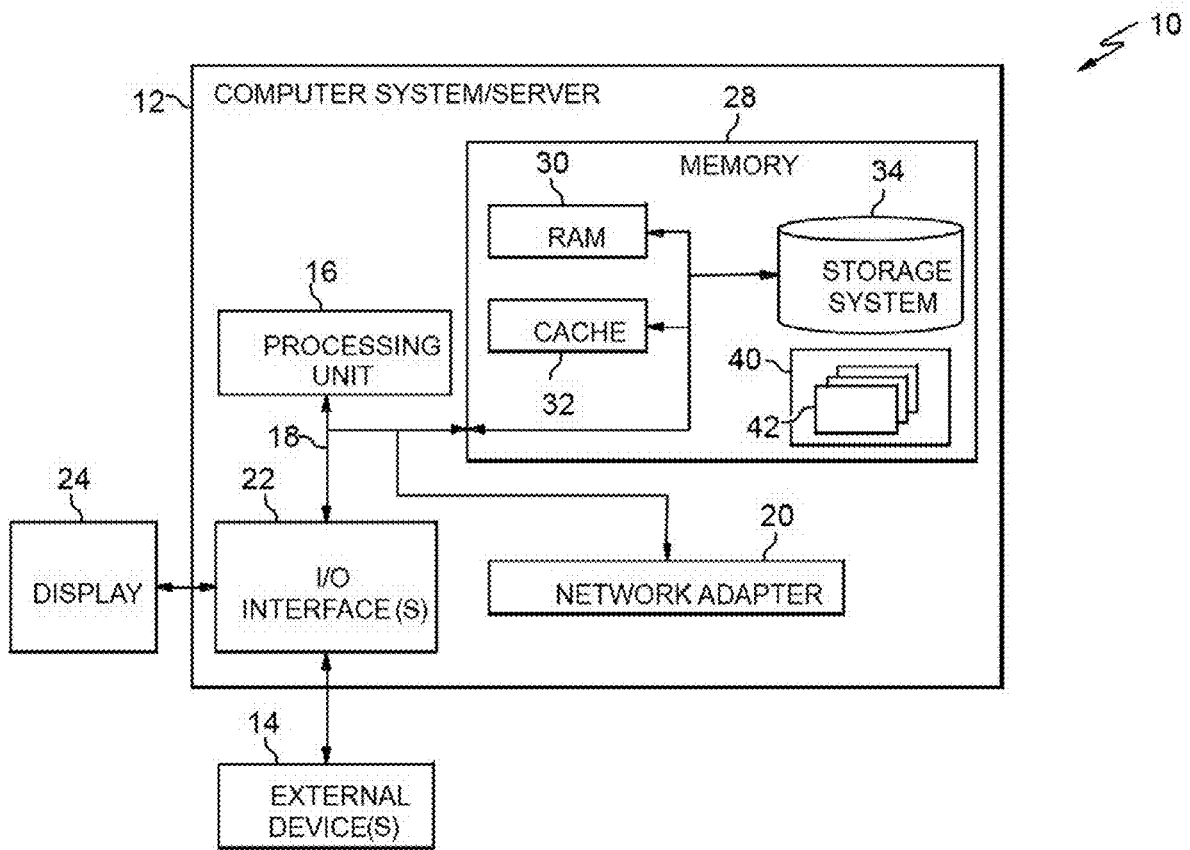 10
12
COMPUTER SYSTEM/SERVER
28
MEMORY
30
RAM
34
STORAGE
SYSTEM
16
PROCESSING
UNIT
CACHE
32
40
42
18
24
22
20
DISPLAY
I/O
INTERFACE(S)
NETWORK ADAPTER
14
EXTERNAL
DEVICE(S)